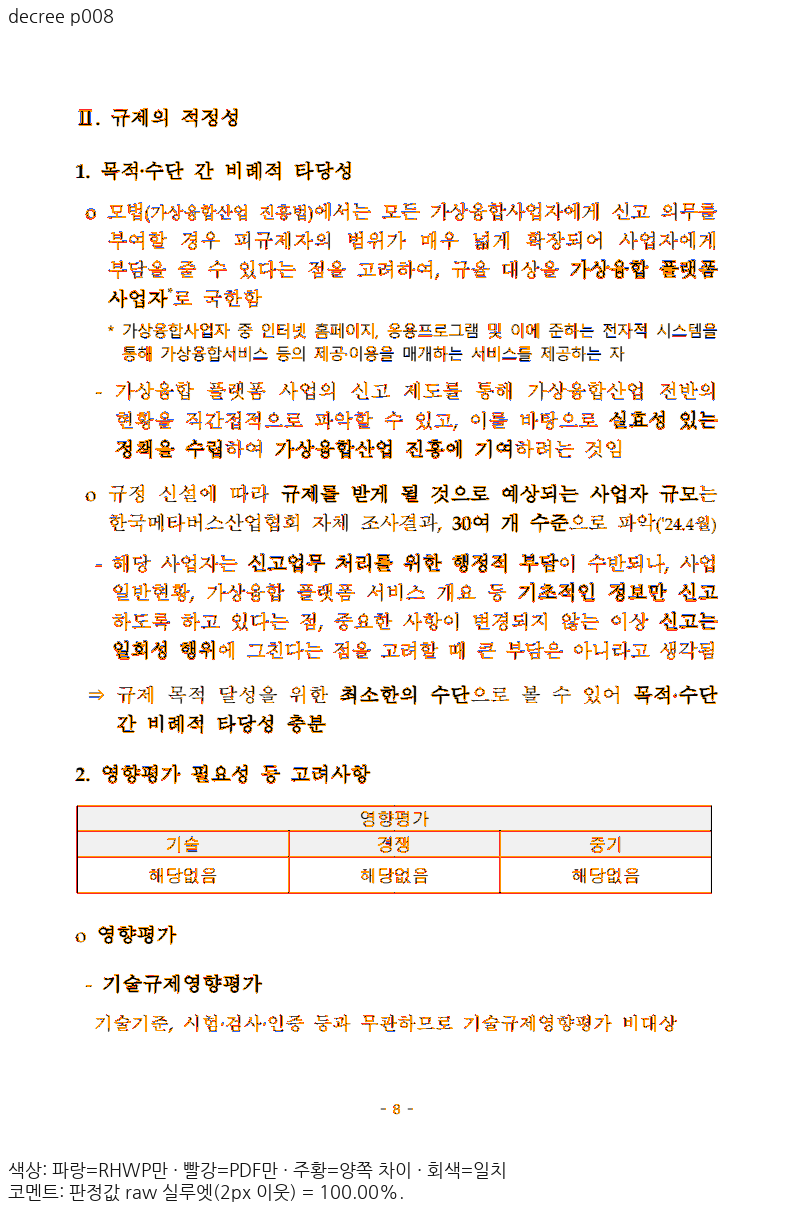 decree p008
Ⅱ. 규제의 적정성
1. 목적·수단 간 비례적 타당성
o 모법(가상융합산업 진흥법)에서는 모든 가상융합사업자에게 신고 의무를
부여할 경우 피규제자의 범위가 매우 넓게 확장되어 사업자에게
부담을 줄 수 있다는 점을 고려하여, 규율 대상을 가상융합 플랫폼
사업자*로 국한함
* 가상융합사업자 중 인터넷 홈페이지, 응용프로그램 및 이에 준하는 전자적 시스템을
통해 가상융합서비스 등의 제공·이용을 매개하는 서비스를 제공하는 자
- 가상융합 플랫폼 사업의 신고 제도를 통해 가상융합산업 전반의
현황을 직간접적으로 파악할 수 있고, 이를 바탕으로 실효성 있는
정책을 수립하여 가상융합산업 진흥에 기여하려는 것임
o 규정 신설에 따라 규제를 받게 될 것으로 예상되는 사업자 규모는
한국메타버스산업협회 자체 조사결과, 30여 개 수준으로 파악('24.4월)
- 해당 사업자는 신고업무 처리를 위한 행정적 부담이 수반되나, 사업
일반현황, 가상융합 플랫폼 서비스 개요 등 기초적인 정보만 신고
하도록 하고 있다는 점, 중요한 사항이 변경되지 않는 이상 신고는
일회성 행위에 그친다는 점을 고려할 때 큰 부담은 아니라고 생각됨
⇒ 규제 목적 달성을 위한 최소한의 수단으로 볼 수 있어 목적·수단
간 비례적 타당성 충분
2. 영향평가 필요성 등 고려사항
영향평가
기술 경쟁 중기
해당없음 해당없음 해당없음
o 영향평가
- 기술규제영향평가
기술기준, 시험·검사·인증 등과 무관하므로 기술규제영향평가 비대상
- 8 -
색상: 파랑=RHWP만 · 빨강=PDF만 · 주황=양쪽 차이 · 회색=일치
코멘트: 판정값 raw 실루엣(2px 이웃) = 100.00%.